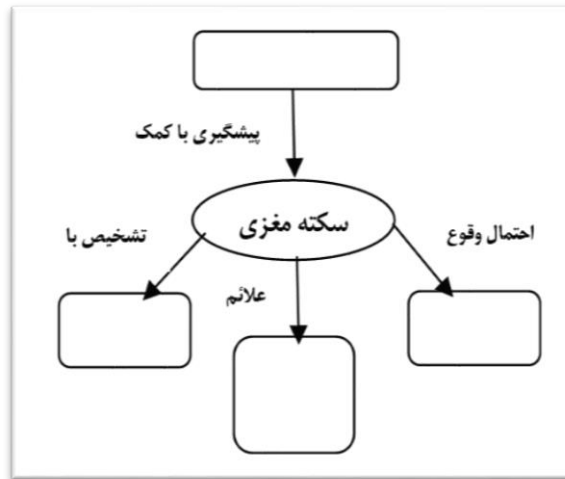 پیشگیری با کمک
سکته مغزی
احتمال وقوع
تشخیص با
علائم